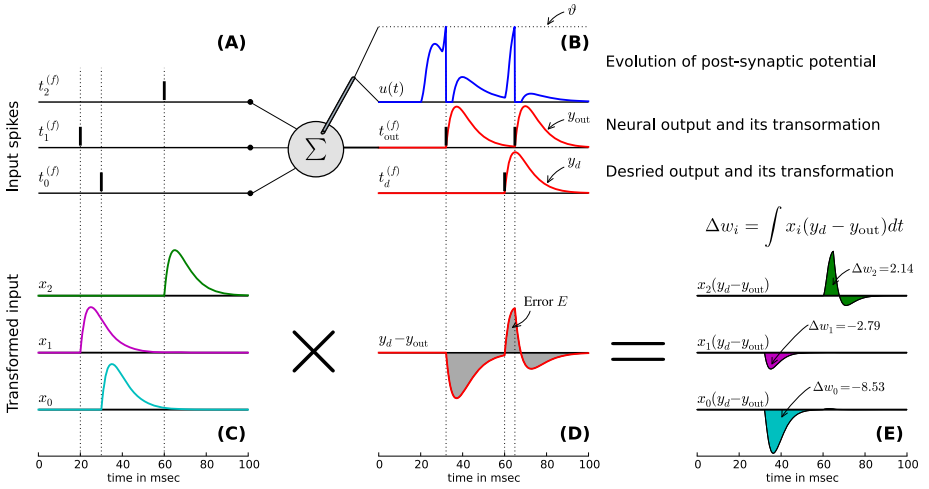 (A)
(B)
ϑ
Evolution of post-synaptic potential
Input spikes
t_2^{(f)}
u(t)
t_1^{(f)}
Σ
t_out^{(f)}
y_out
Neural output and its transormation
t_0^{(f)}
t_d^{(f)}
y_d
Desried output and its transformation
Δw_i = ∫ x_i(y_d − y_out)dt
Transformed input
x_2
Error E
x_2(y_d−y_out)
Δw_2=2.14
x_1
y_d−y_out
x_1(y_d−y_out)
Δw_1=−2.79
x_0
x_0(y_d−y_out)
Δw_0=−8.53
(C)
(D)
(E)
0 20 40 60 80 100
0 20 40 60 80 100
0 20 40 60 80 100
time in msec
time in msec
time in msec